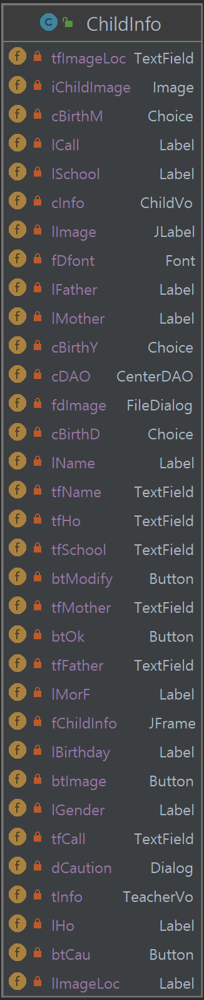 C ChildInfo
f tfImageLoc TextField
f iChildImage Image
f cBirthM Choice
f lCall Label
f lSchool Label
f cInfo ChildVo
f lImage JLabel
f fDfont Font
f lFather Label
f lMother Label
f cBirthY Choice
f cDAO CenterDAO
f fdImage FileDialog
f cBirthD Choice
f lName Label
f tfName TextField
f tfHo TextField
f tfSchool TextField
f btModify Button
f tfMother TextField
f btOk Button
f tfFather TextField
f lMorF Label
f fChildInfo JFrame
f lBirthday Label
f btImage Button
f lGender Label
f tfCall TextField
f dCaution Dialog
f tInfo TeacherVo
f lHo Label
f btCau Button
f lImageLoc Label